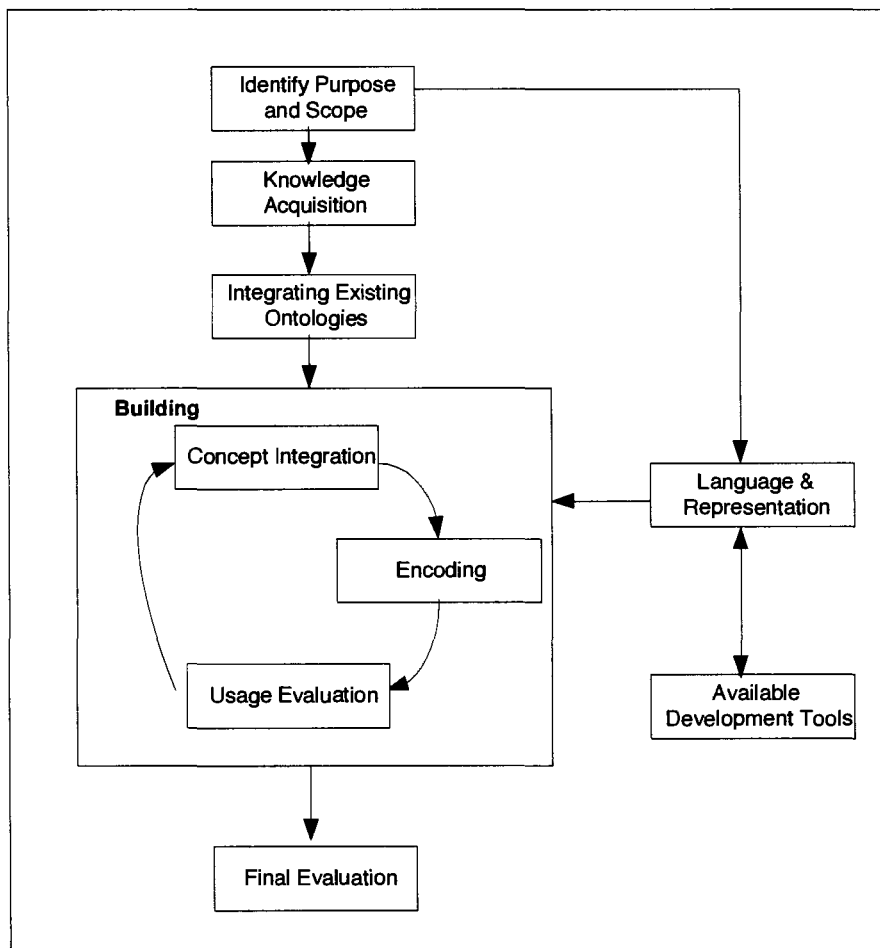 Identify Purpose
and Scope
Knowledge
Acquisition
Integrating Existing
Ontologies
Building
Concept Integration
Encoding
Usage Evaluation
Language &
Representation
Available
Development Tools
Final Evaluation